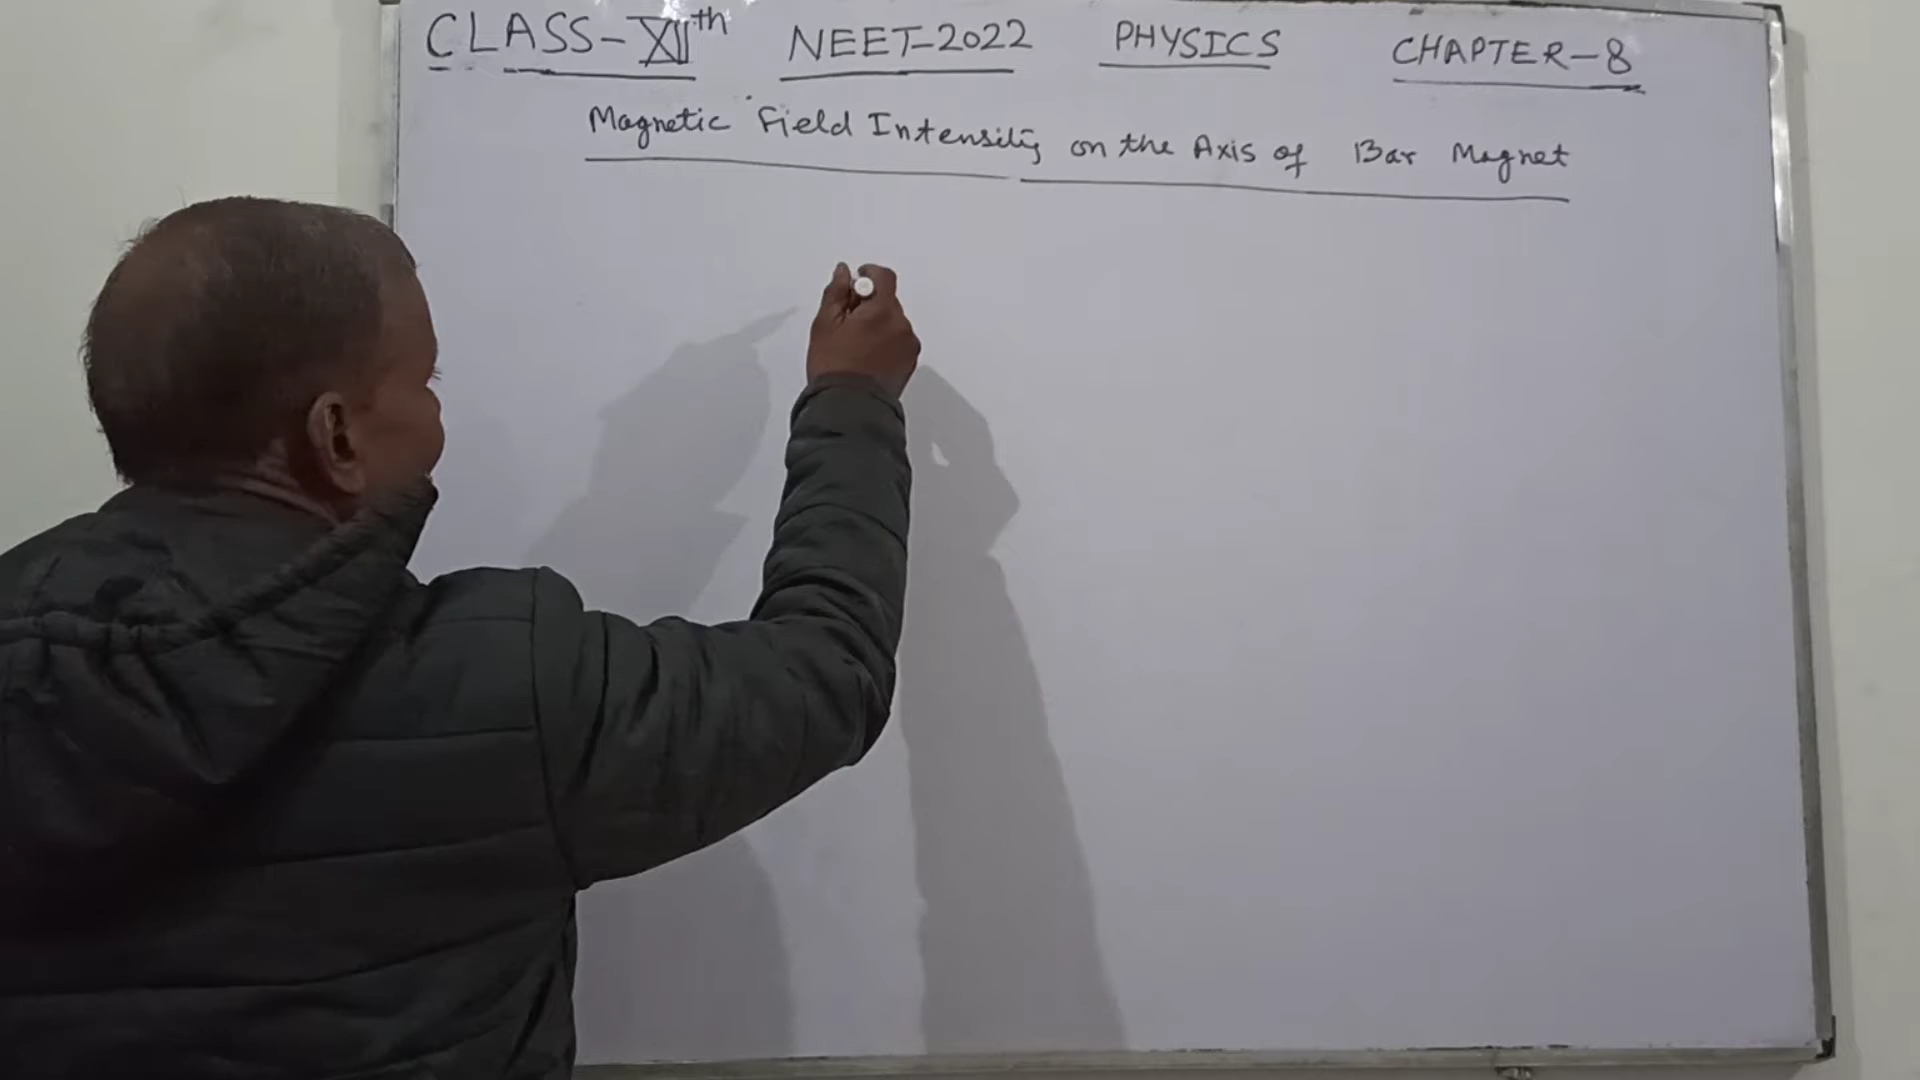 CLASS-XIIth NEET-2022 PHYSICS CHAPTER-8
Magnetic Field Intensity on the Axis of Bar Magnet